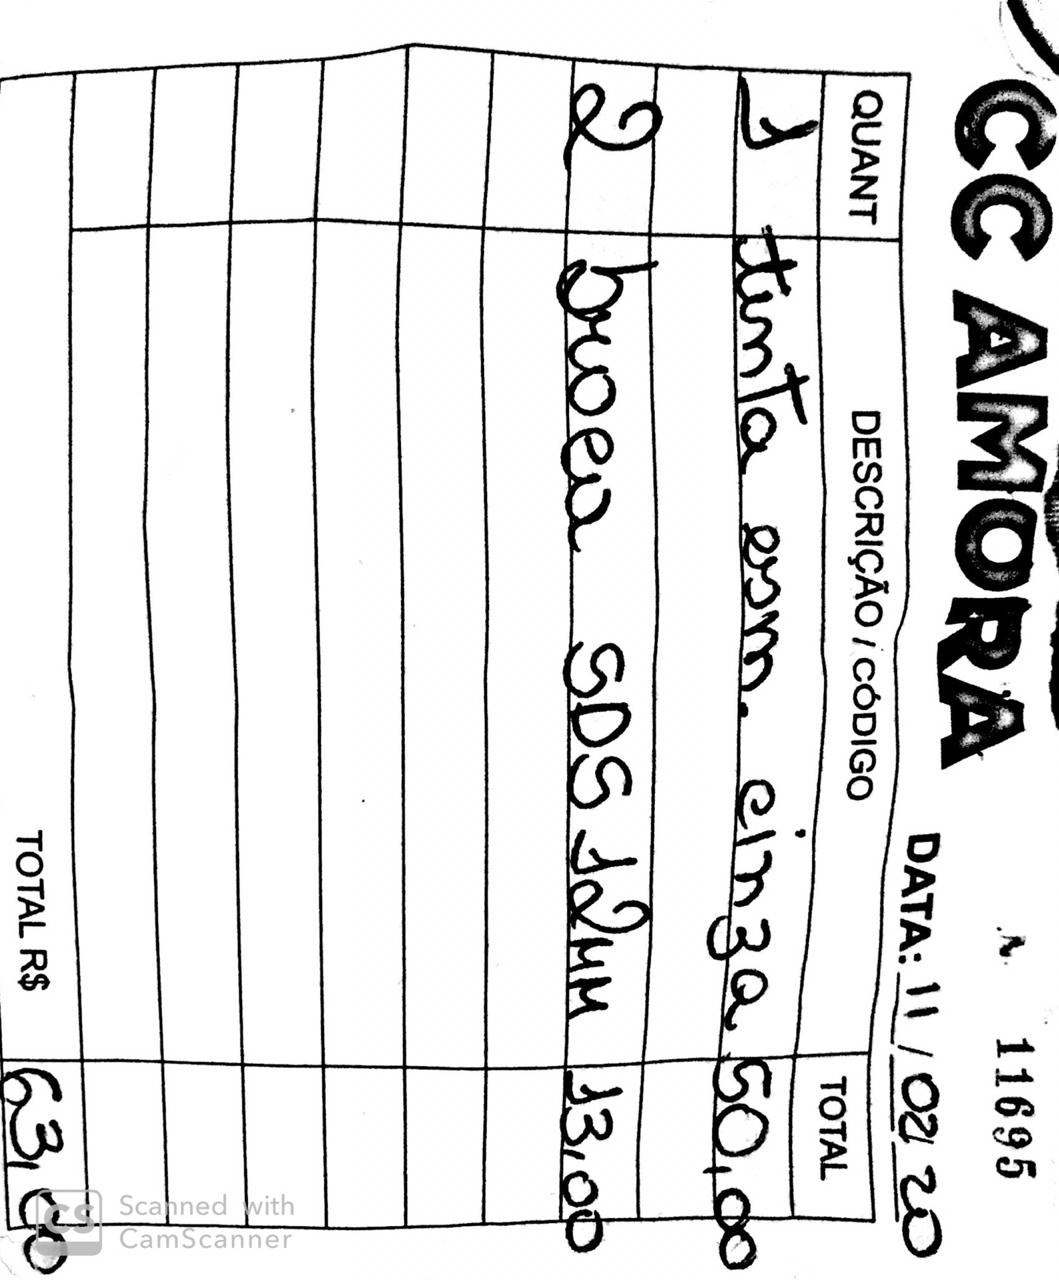 CC AMORA
N. 11695
DATA: 11 / 02 / 20
QUANT DESCRIÇÃO / CÓDIGO TOTAL
1 tinta esm. cinza 50,00
2 broca SDS 12MM 13,00
TOTAL R$ 63,00
CS Scanned with
CamScanner